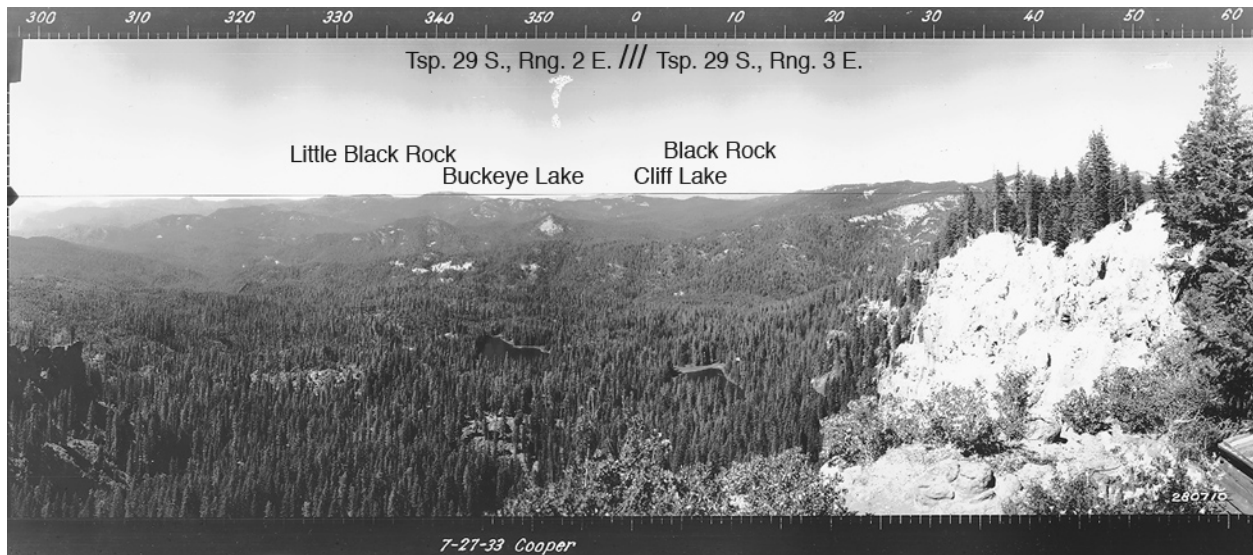 300 310 320 330 340 350 0 10 20 30 40 50 60
Tsp. 29 S., Rng. 2 E. /// Tsp. 29 S., Rng. 3 E.
Little Black Rock
Black Rock
Buckeye Lake
Cliff Lake
280710
7-27-33 Cooper